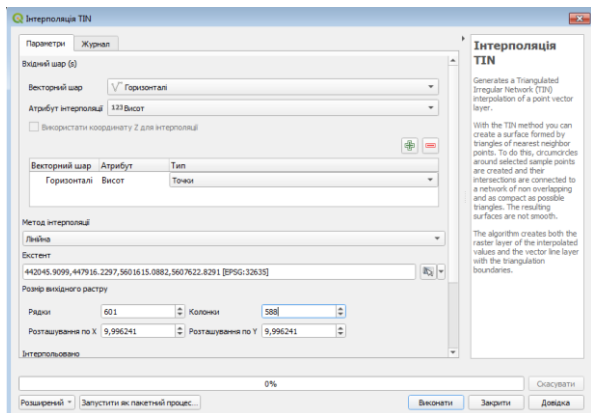 Інтерполяція TIN
Параметри Журнал
Вхідний шар (s)
Векторний шар Горизонталі
Атрибут інтерполяції 123 Висот
Використати координату Z для інтерполяції
Векторний шар Атрибут Тип
Горизонталі Висот Точки
Метод інтерполяції
Лінійна
Екстент
442045.9099,447916.2297,5601615.0882,5607622.8291 [EPSG:32635]
Розмір вихідного растру
Рядки 601 Колонки 588
Розташування по X 9,996241 Розташування по Y 9,996241
Інтерпольовано
0%
Скасувати
Розширений Запустити як пакетний процес... Виконати Закрити Довідка
Інтерполяція
TIN
Generates a Triangulated
Irregular Network (TIN)
interpolation of a point vector
layer.
With the TIN method you can
create a surface formed by
triangles of nearest neighbor
points. To do this, circumcircles
around selected sample points
are created and their
intersections are connected to
a network of non overlapping
and as compact as possible
triangles. The resulting
surfaces are not smooth.
The algorithm creates both the
raster layer of the interpolated
values and the vector line layer
with the triangulation
boundaries.